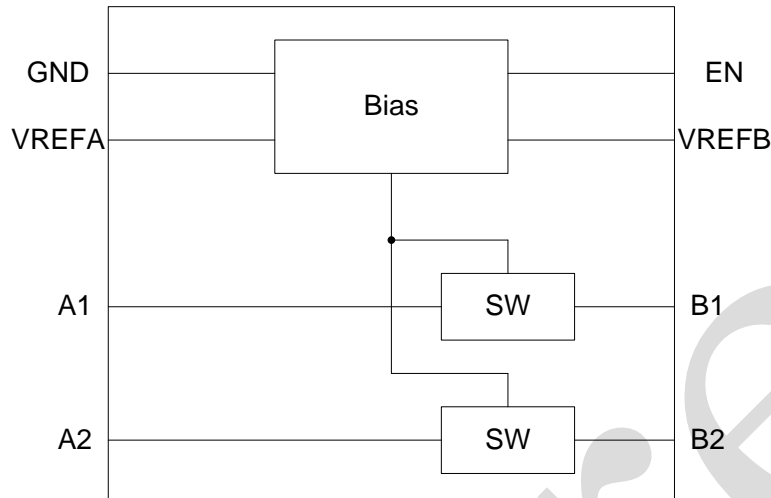 GND
EN
Bias
VREFA
VREFB
A1
SW
B1
A2
SW
B2